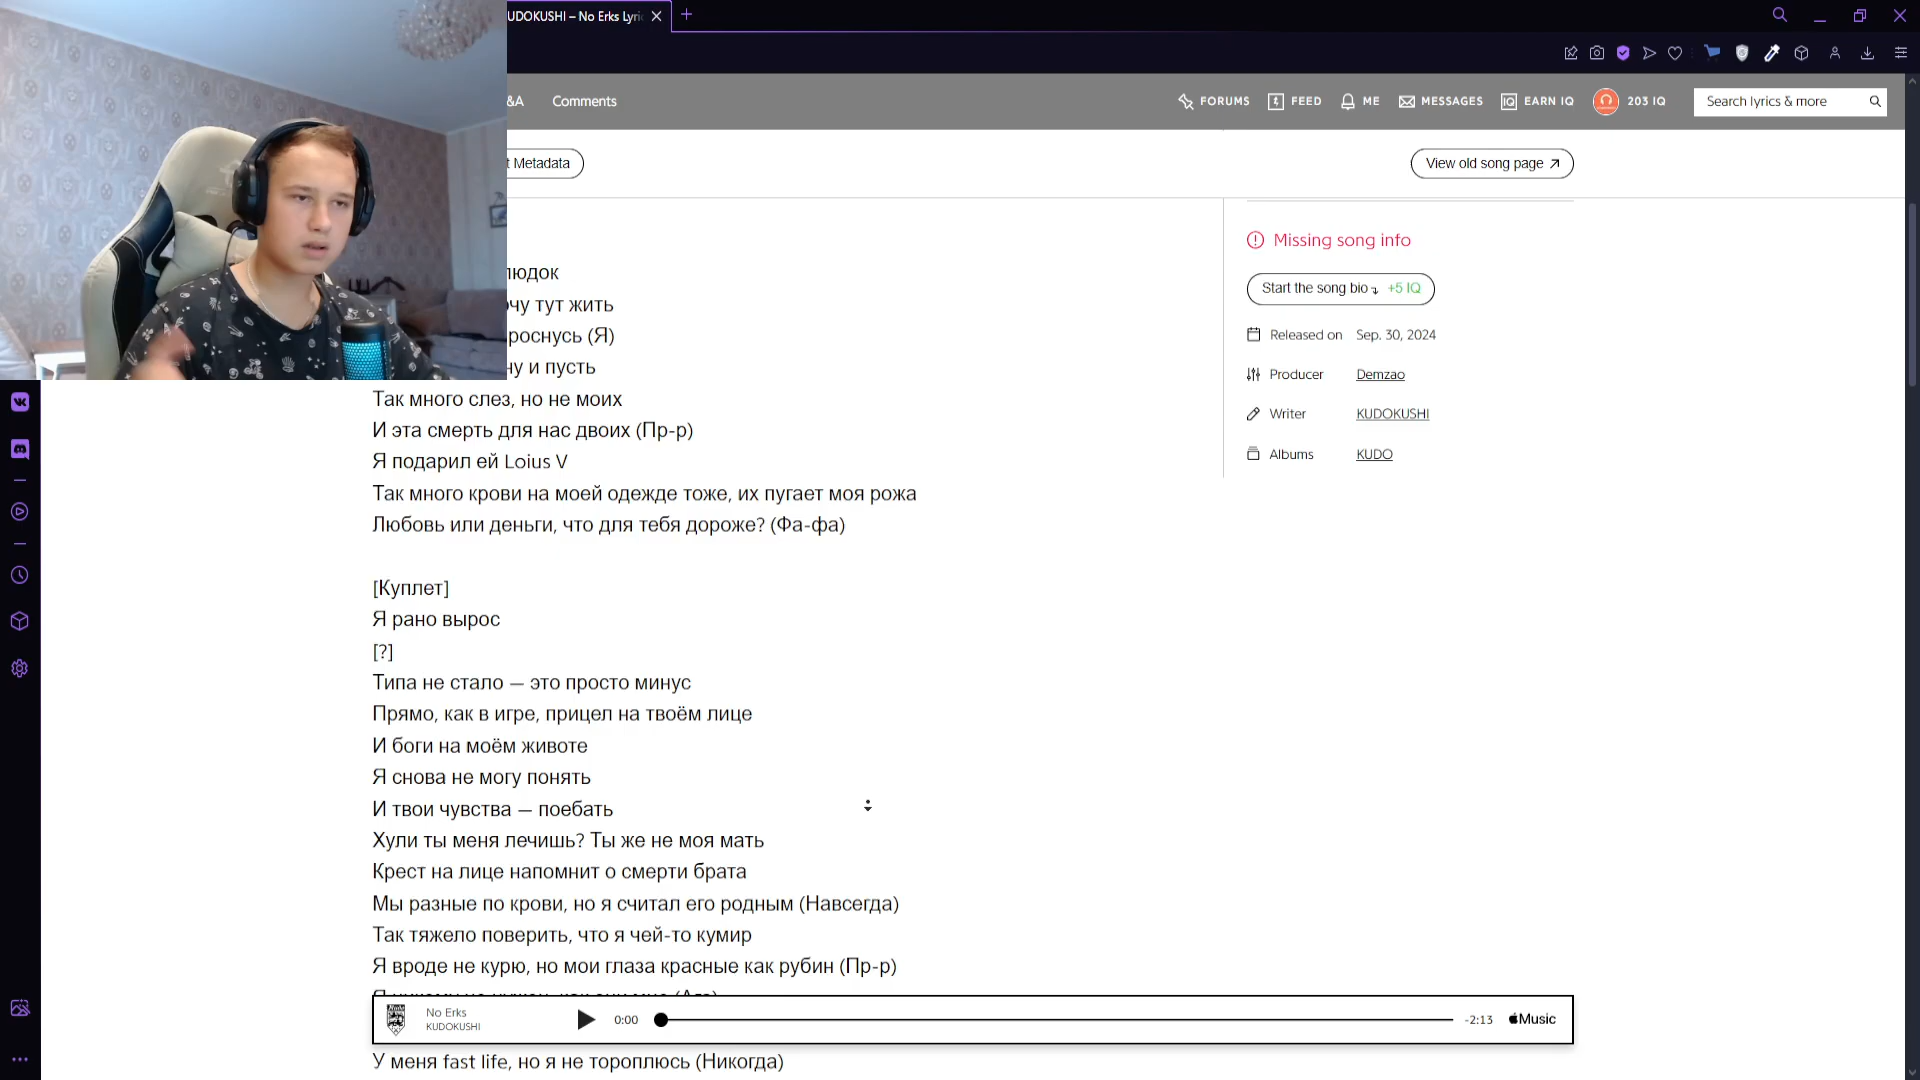 UDOKUSHI – No Erks Lyri
&A
Comments
FORUMS
FEED
ME
MESSAGES
EARN IQ
203 IQ
Search lyrics & more
t Metadata
View old song page
Missing song info
Start the song bio +5 IQ
Released on Sep. 30, 2024
Producer Demzao
Writer KUDOKUSHI
Albums KUDO
людок
чу тут жить
роснусь (Я)
ну и пусть
Так много слез, но не моих
И эта смерть для нас двоих (Пр-р)
Я подарил ей Loius V
Так много крови на моей одежде тоже, их пугает моя рожа
Любовь или деньги, что для тебя дороже? (Фа-фа)
[Куплет]
Я рано вырос
[?]
Типа не стало — это просто минус
Прямо, как в игре, прицел на твоём лице
И боги на моём животе
Я снова не могу понять
И твои чувства — поебать
Хули ты меня лечишь? Ты же не моя мать
Крест на лице напомнит о смерти брата
Мы разные по крови, но я считал его родным (Навсегда)
Так тяжело поверить, что я чей-то кумир
Я вроде не курю, но мои глаза красные как рубин (Пр-р)
No Erks
KUDOKUSHI
0:00
-2:13
Music
У меня fast life, но я не тороплюсь (Никогда)